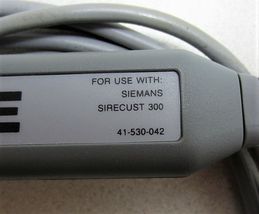 FOR USE WITH:
SIEMANS
SIRECUST 300
41-530-042